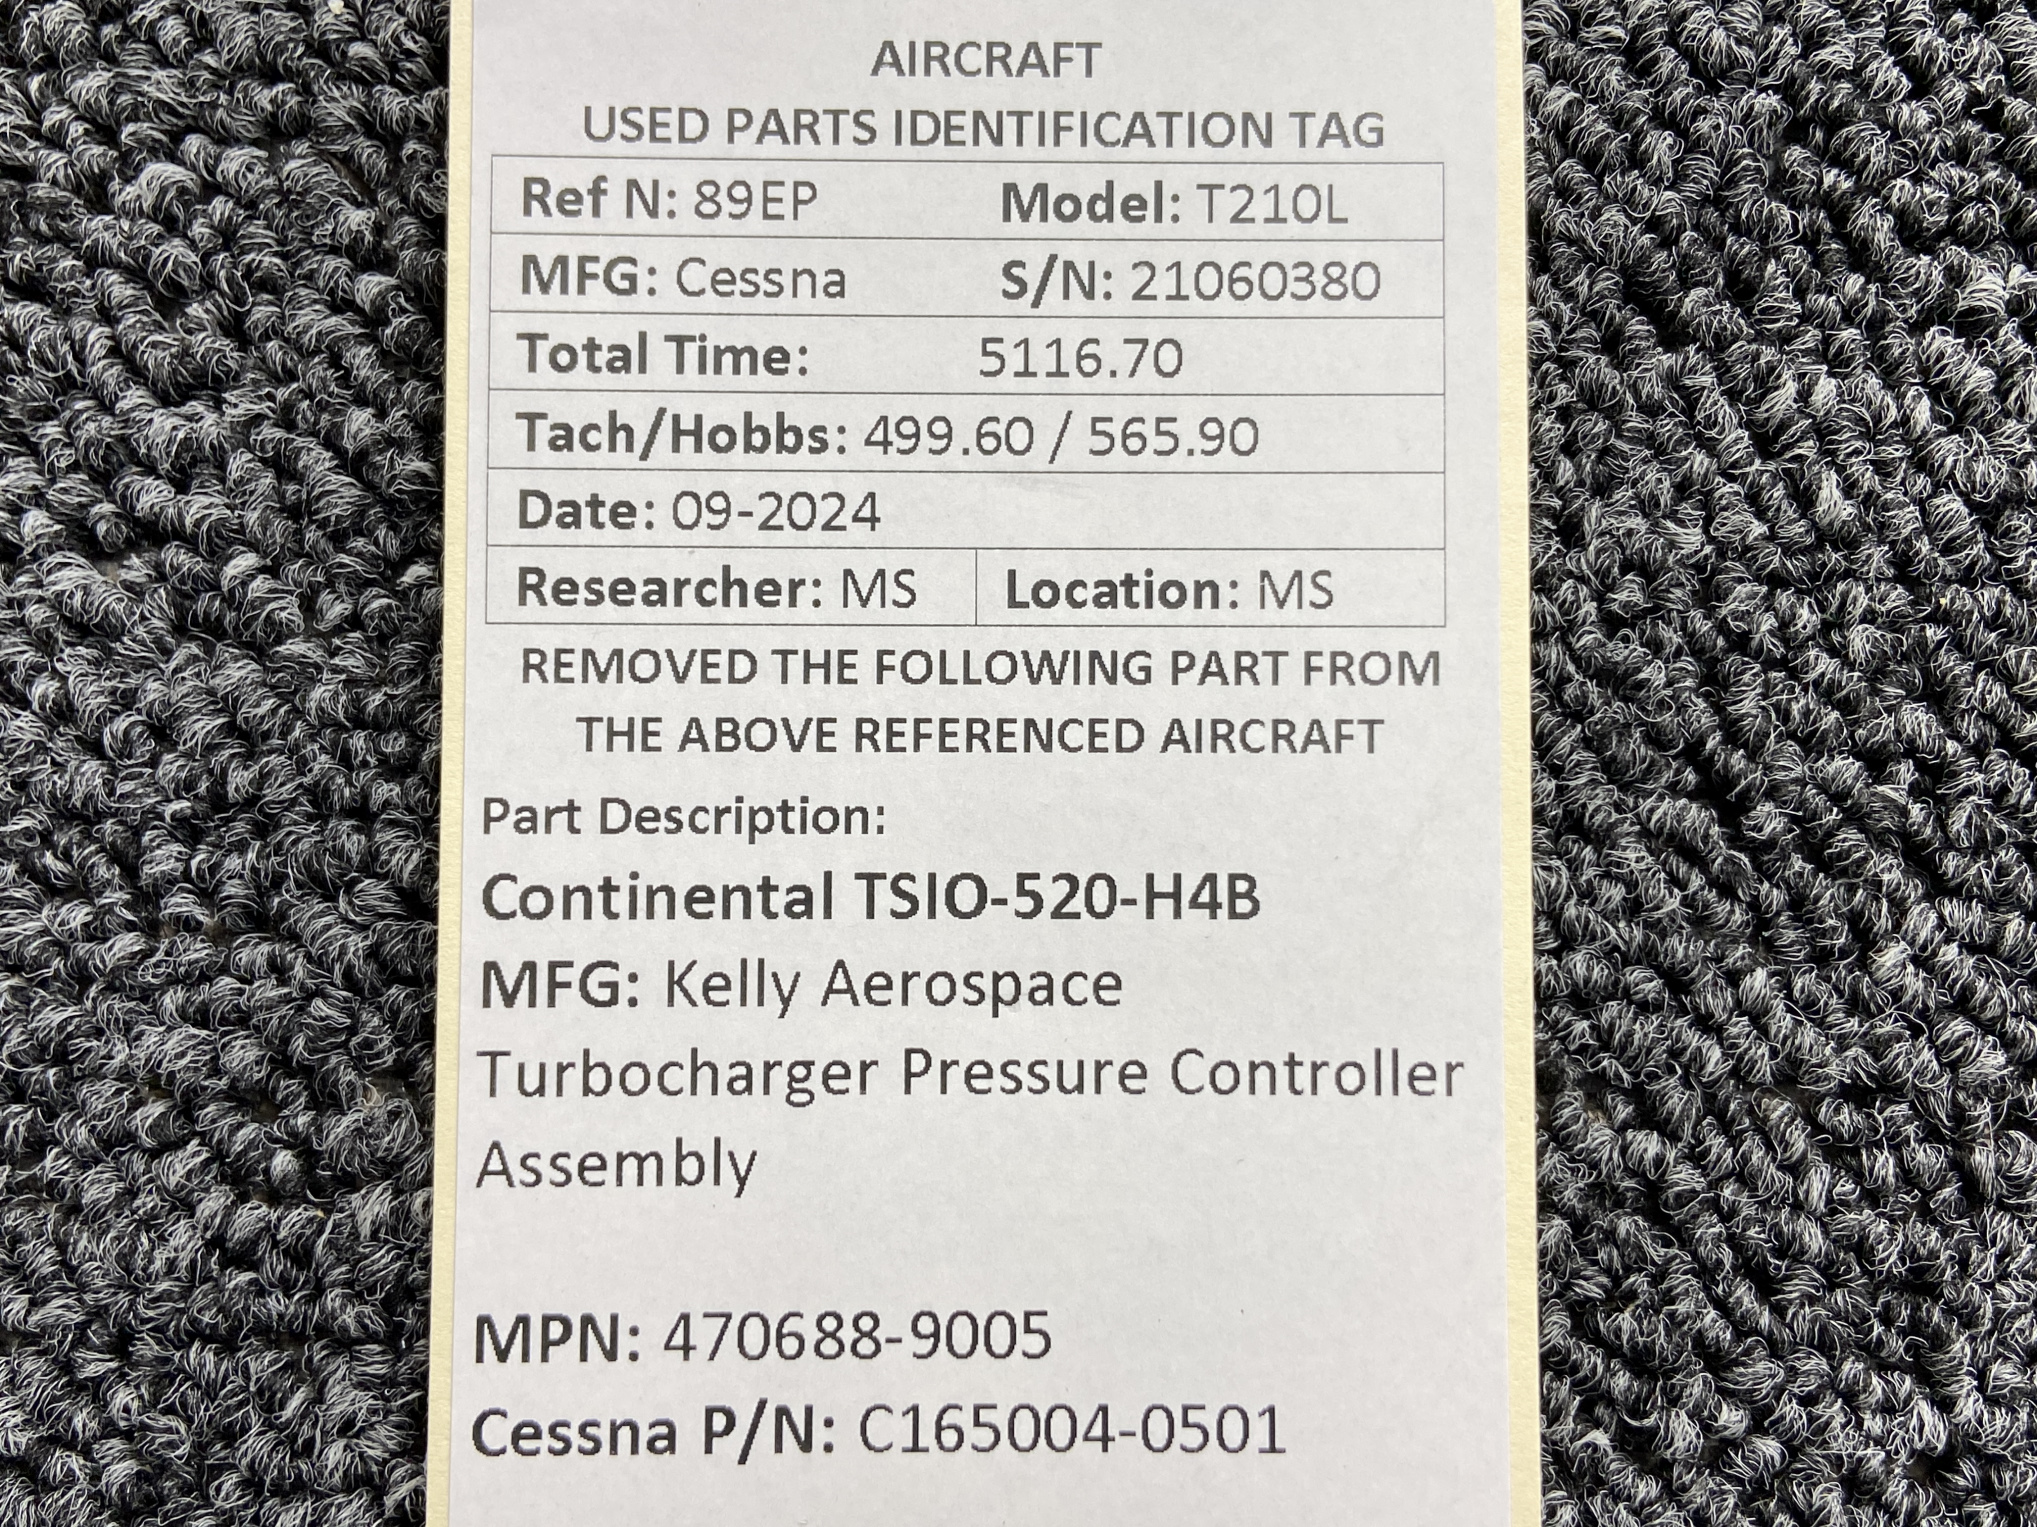 AIRCRAFT
USED PARTS IDENTIFICATION TAG
Ref N: 89EP Model: T210L
MFG: Cessna S/N: 21060380
Total Time: 5116.70
Tach/Hobbs: 499.60 / 565.90
Date: 09-2024
Researcher: MS Location: MS
REMOVED THE FOLLOWING PART FROM
THE ABOVE REFERENCED AIRCRAFT
Part Description:
Continental TSIO-520-H4B
MFG: Kelly Aerospace
Turbocharger Pressure Controller
Assembly
MPN: 470688-9005
Cessna P/N: C165004-0501